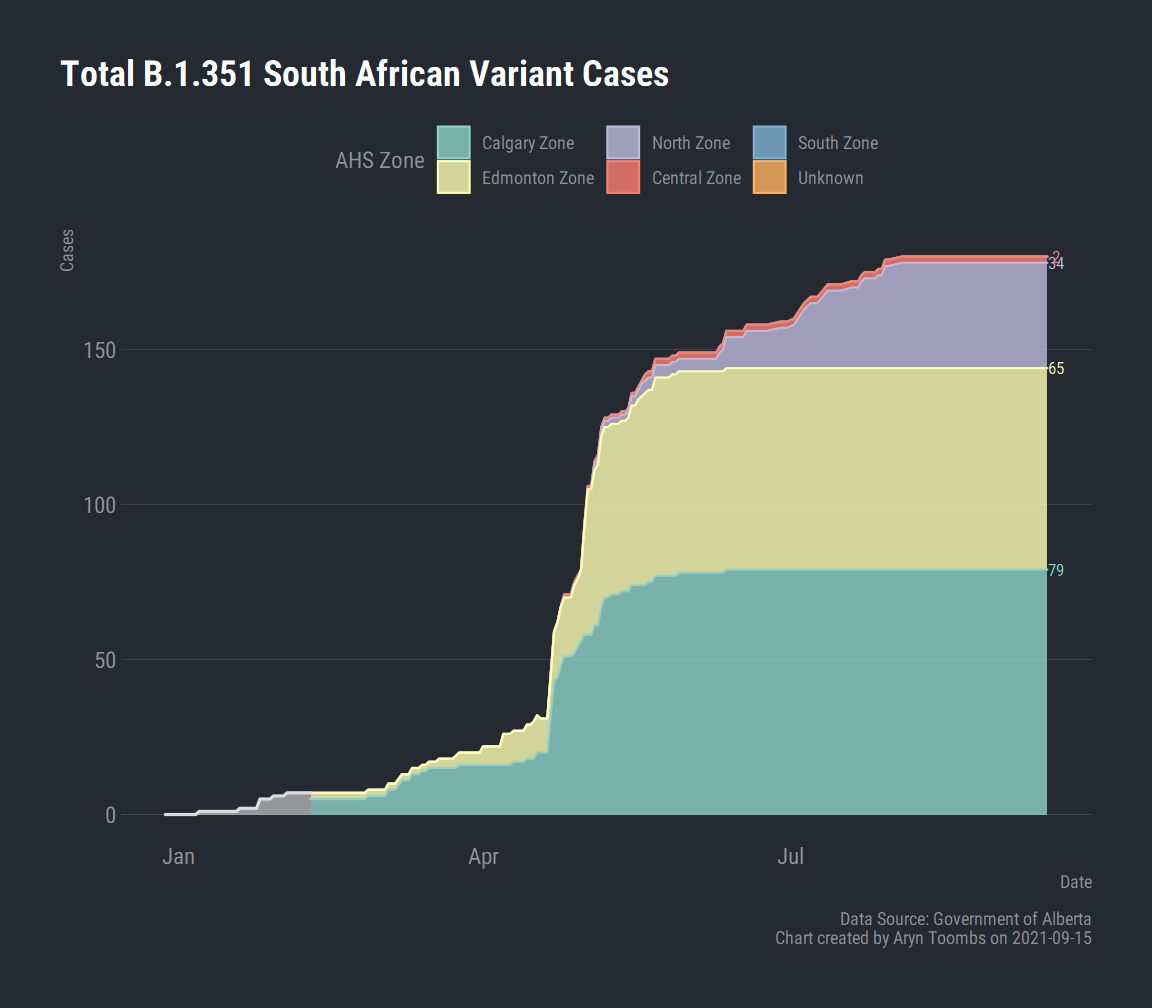 Total B.1.351 South African Variant Cases
AHS Zone
Calgary Zone
North Zone
South Zone
Edmonton Zone
Central Zone
Unknown
Cases
2
34
150
65
100
79
50
0
Jan
Apr
Jul
Date
Data Source: Government of Alberta
Chart created by Aryn Toombs on 2021-09-15